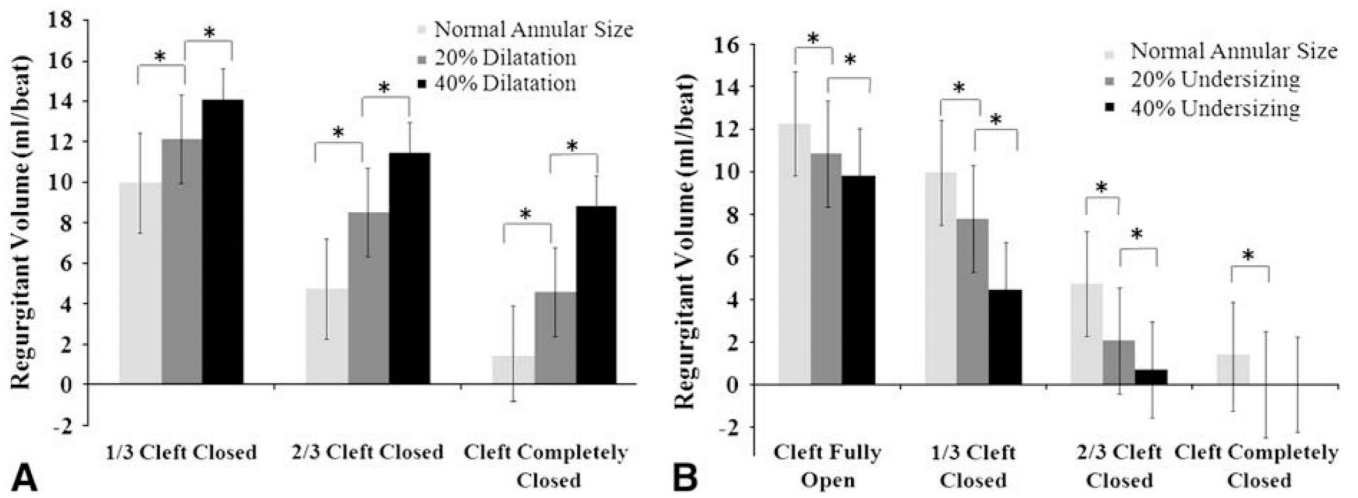 Regurgitant Volume (ml/beat)
18
16
14
12
10
8
6
4
2
0
-2
Normal Annular Size
20% Dilatation
40% Dilatation
*
*
*
*
*
*
1/3 Cleft Closed
2/3 Cleft Closed
Cleft Completely
Closed
A
Regurgitant Volume (ml/beat)
16
14
12
10
8
6
4
2
0
-2
Normal Annular Size
20% Undersizing
40% Undersizing
*
*
*
*
*
*
*
Cleft Fully
Open
1/3 Cleft
Closed
2/3 Cleft
Closed
Cleft Completely
Closed
B